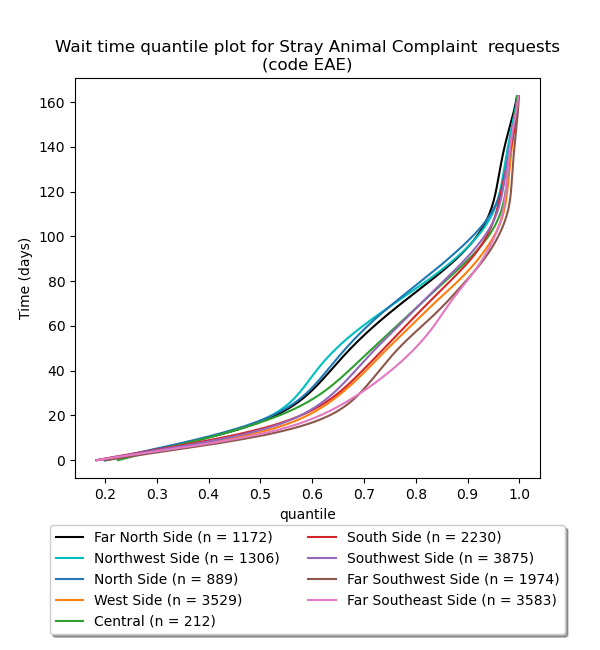 Wait time quantile plot for Stray Animal Complaint  requests
(code EAE)
160
140
120
100
80
60
40
20
0
Time (days)
0.2 0.3 0.4 0.5 0.6 0.7 0.8 0.9 1.0
quantile
Far North Side (n = 1172)
Northwest Side (n = 1306)
North Side (n = 889)
West Side (n = 3529)
Central (n = 212)
South Side (n = 2230)
Southwest Side (n = 3875)
Far Southwest Side (n = 1974)
Far Southeast Side (n = 3583)